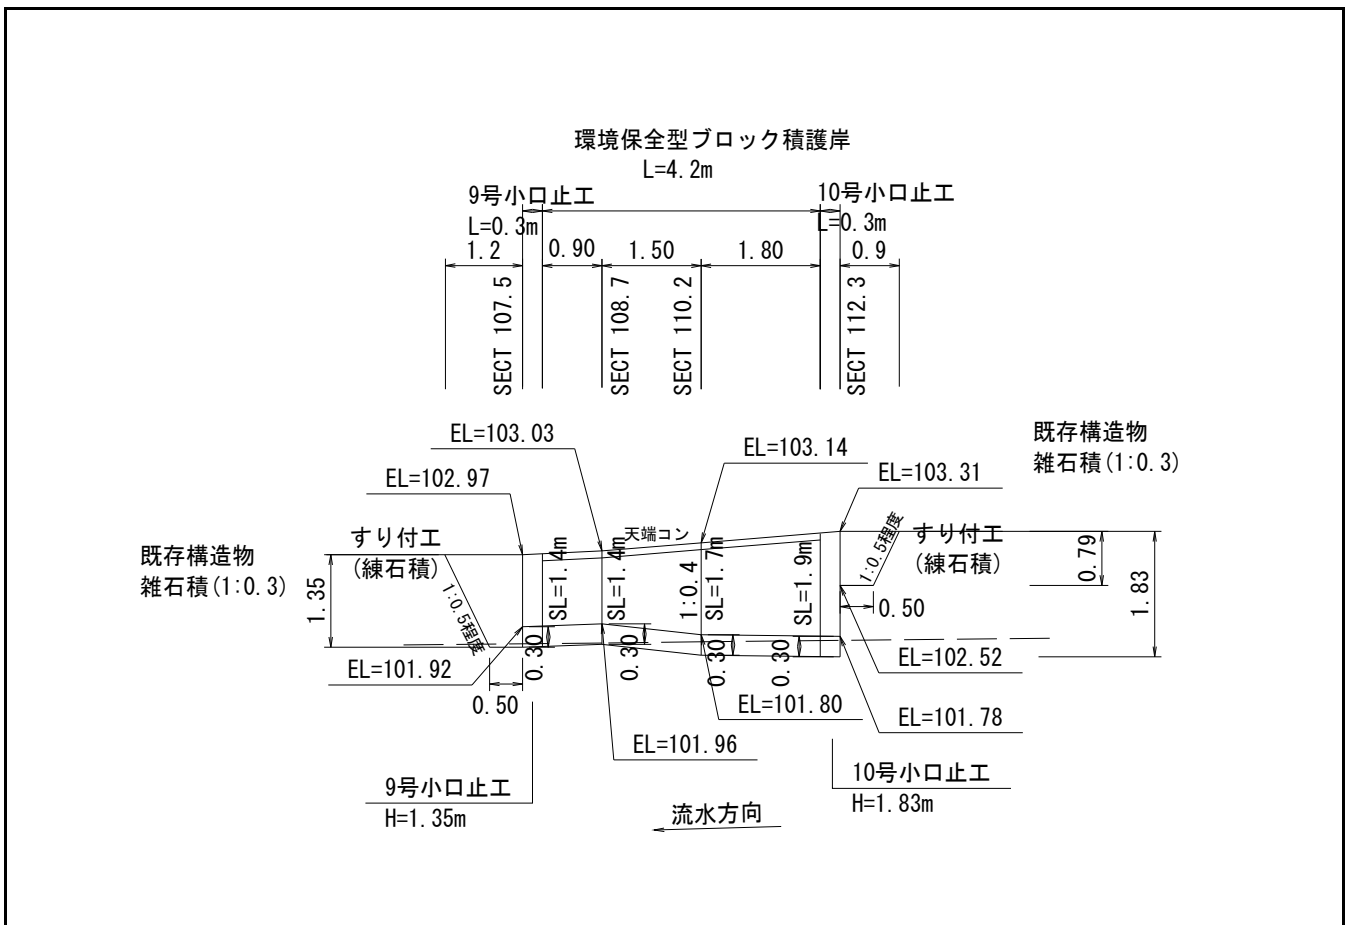 環境保全型ブロック積護岸
L=4.2m
9号小口止工
L=0.3m
10号小口止工
L=0.3m
1.2
0.90
1.50
1.80
0.9
SECT 107.5
SECT 108.7
SECT 110.2
SECT 112.3
EL=103.03
EL=103.14
EL=102.97
EL=103.31
既存構造物
雑石積(1:0.3)
既存構造物
雑石積(1:0.3)
すり付工
(練石積)
天端コン
すり付工
(練石積)
1:0.5程度
1:0.5程度
1.35
SL=1.4m
SL=1.4m
1:0.4
SL=1.7m
SL=1.9m
0.79
1.83
0.50
0.30
0.30
0.30
0.30
EL=101.92
EL=102.52
0.50
EL=101.80
EL=101.78
EL=101.96
9号小口止工
H=1.35m
10号小口止工
H=1.83m
流水方向